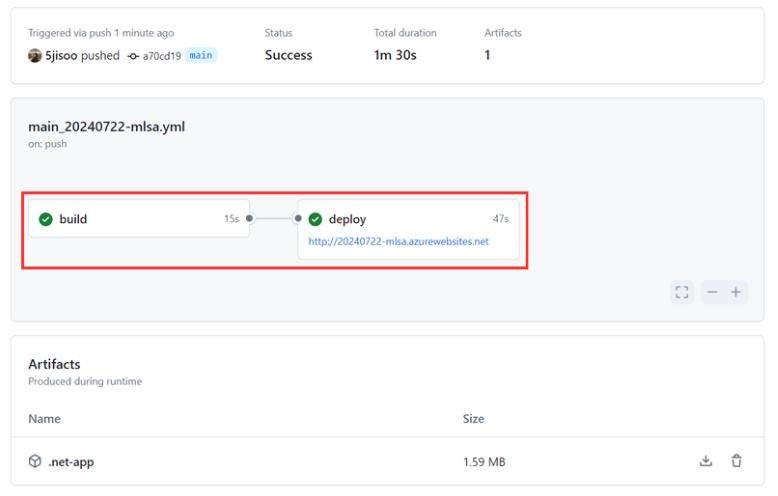 Triggered via push 1 minute ago Status Total duration Artifacts
5jisoo pushed a70cd19 main Success 1m 30s 1
main_20240722-mlsa.yml
on: push
build 15s deploy 47s
http://20240722-mlsa.azurewebsites.net
Artifacts
Produced during runtime
Name Size
.net-app 1.59 MB